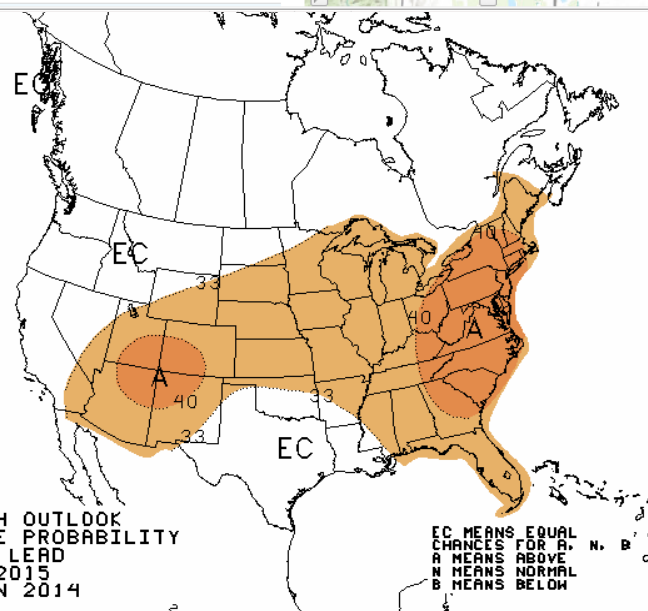 EC
40
EC
33
40
A
A
40
33
33
EC
H OUTLOOK
E PROBABILITY
LEAD
2015
N 2014
EC MEANS EQUAL
CHANCES FOR A, N, B
A MEANS ABOVE
N MEANS NORMAL
B MEANS BELOW